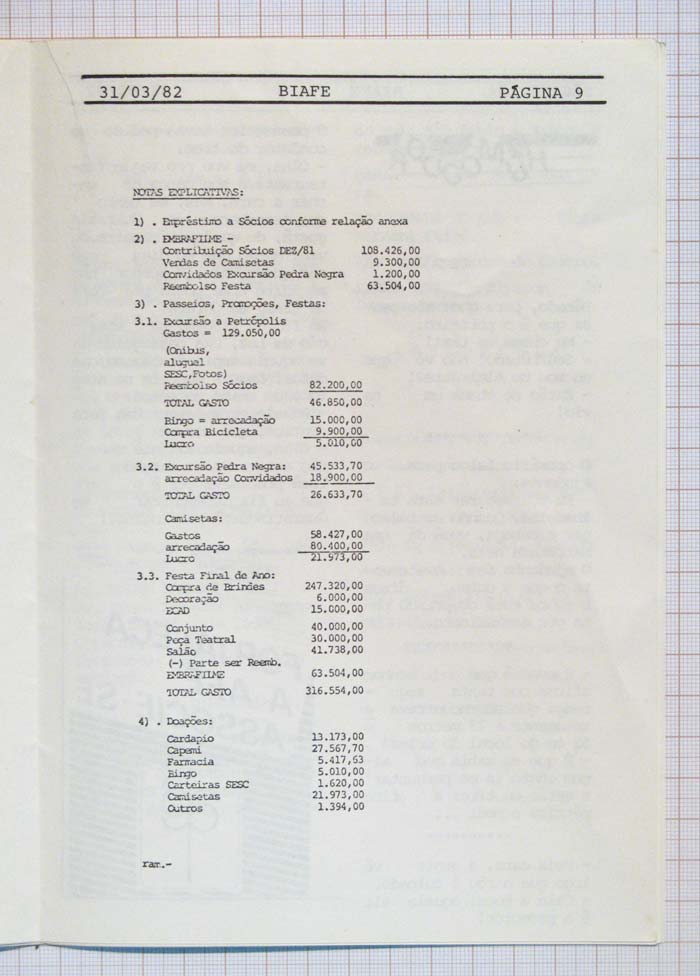 31/03/82 BIAFE PÁGINA 9
NOTAS EXPLICATIVAS:
1) . Empréstimo a Sócios conforme relação anexa
2) . EMBRAFILME -
Contribuição Sócios DEZ/81 108.426,00
Vendas de Camisetas 9.300,00
Convidados Excursão Pedra Negra 1.200,00
Reembolso Festa 63.504,00
3) . Passeios, Promoções, Festas:
3.1. Excursão a Petrópolis
Gastos = 129.050,00
(Onibus,
aluguel
SESC,Fotos)
Reembolso Sócios 82.200,00
TOTAL GASTO 46.850,00
Bingo = arrecadação 15.000,00
Compra Bicicleta 9.900,00
Lucro 5.010,00
3.2. Excursão Pedra Negra: 45.533,70
arrecadação Convidados 18.900,00
TOTAL GASTO 26.633,70
Camisetas:
Gastos 58.427,00
arrecadação 80.400,00
Lucro 21.973,00
3.3. Festa Final de Ano:
Compra de Brindes 247.320,00
Decoração 6.000,00
ECAD 15.000,00
Conjunto 40.000,00
Peça Teatral 30.000,00
Salão 41.738,00
(-) Parte ser Reemb.
EMBRAFILME 63.504,00
TOTAL GASTO 316.554,00
4) . Doações:
Cardapio 13.173,00
Capemi 27.567,70
Farmacia 5.417,63
Bingo 5.010,00
Carteiras SESC 1.620,00
Camisetas 21.973,00
Outros 1.394,00
ram.-